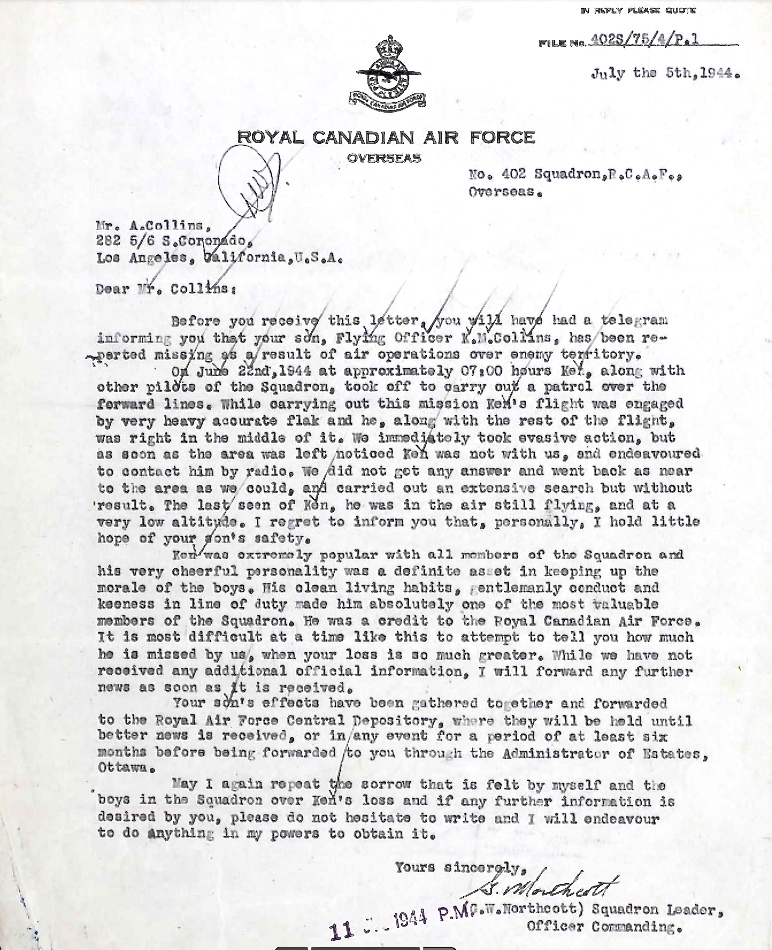 IN REPLY PLEASE QUOTE
FILE No. 402S/75/4/P.1
July the 5th,1944.
ROYAL CANADIAN AIR FORCE
ROYAL CANADIAN AIR FORCE
OVERSEAS
No. 402 Squadron,R.C.A.F.,
Overseas.
Mr. A.Collins,
282 5/6 S.Coronado,
Los Angeles, California,U.S.A.
Dear Mr. Collins:
Before you receive this letter, you will have had a telegram
informing you that your son, Flying Officer K.M.Collins, has been re-
ported missing as a result of air operations over enemy territory.
On June 22nd,1944 at approximately 07:00 hours Ken, along with
other pilots of the Squadron, took off to carry out a patrol over the
forward lines. While carrying out this mission Ken's flight was engaged
by very heavy accurate flak and he, along with the rest of the flight,
was right in the middle of it. We immediately took evasive action, but
as soon as the area was left noticed Ken was not with us, and endeavoured
to contact him by radio. We did not get any answer and went back as near
to the area as we could, and carried out an extensive search but without
result. The last seen of Ken, he was in the air still flying, and at a
very low altitude. I regret to inform you that, personally, I hold little
hope of your son's safety.
Ken was extremely popular with all members of the Squadron and
his very cheerful personality was a definite asset in keeping up the
morale of the boys. His clean living habits, gentlemanly conduct and
keeness in line of duty made him absolutely one of the most valuable
members of the Squadron. He was a credit to the Royal Canadian Air Force.
It is most difficult at a time like this to attempt to tell you how much
he is missed by us, when your loss is so much greater. While we have not
received any additional official information, I will forward any further
news as soon as it is received.
Your son's effects have been gathered together and forwarded
to the Royal Air Force Central Depository, where they will be held until
better news is received, or in any event for a period of at least six
months before being forwarded to you through the Administrator of Estates,
Ottawa.
May I again repeat the sorrow that is felt by myself and the
boys in the Squadron over Ken's loss and if any further information is
desired by you, please do not hesitate to write and I will endeavour
to do anything in my powers to obtain it.
Yours sincerely,
G. W Northcott
(G.W.Northcott) Squadron Leader,
Officer Commanding.
11 1944 P.M.